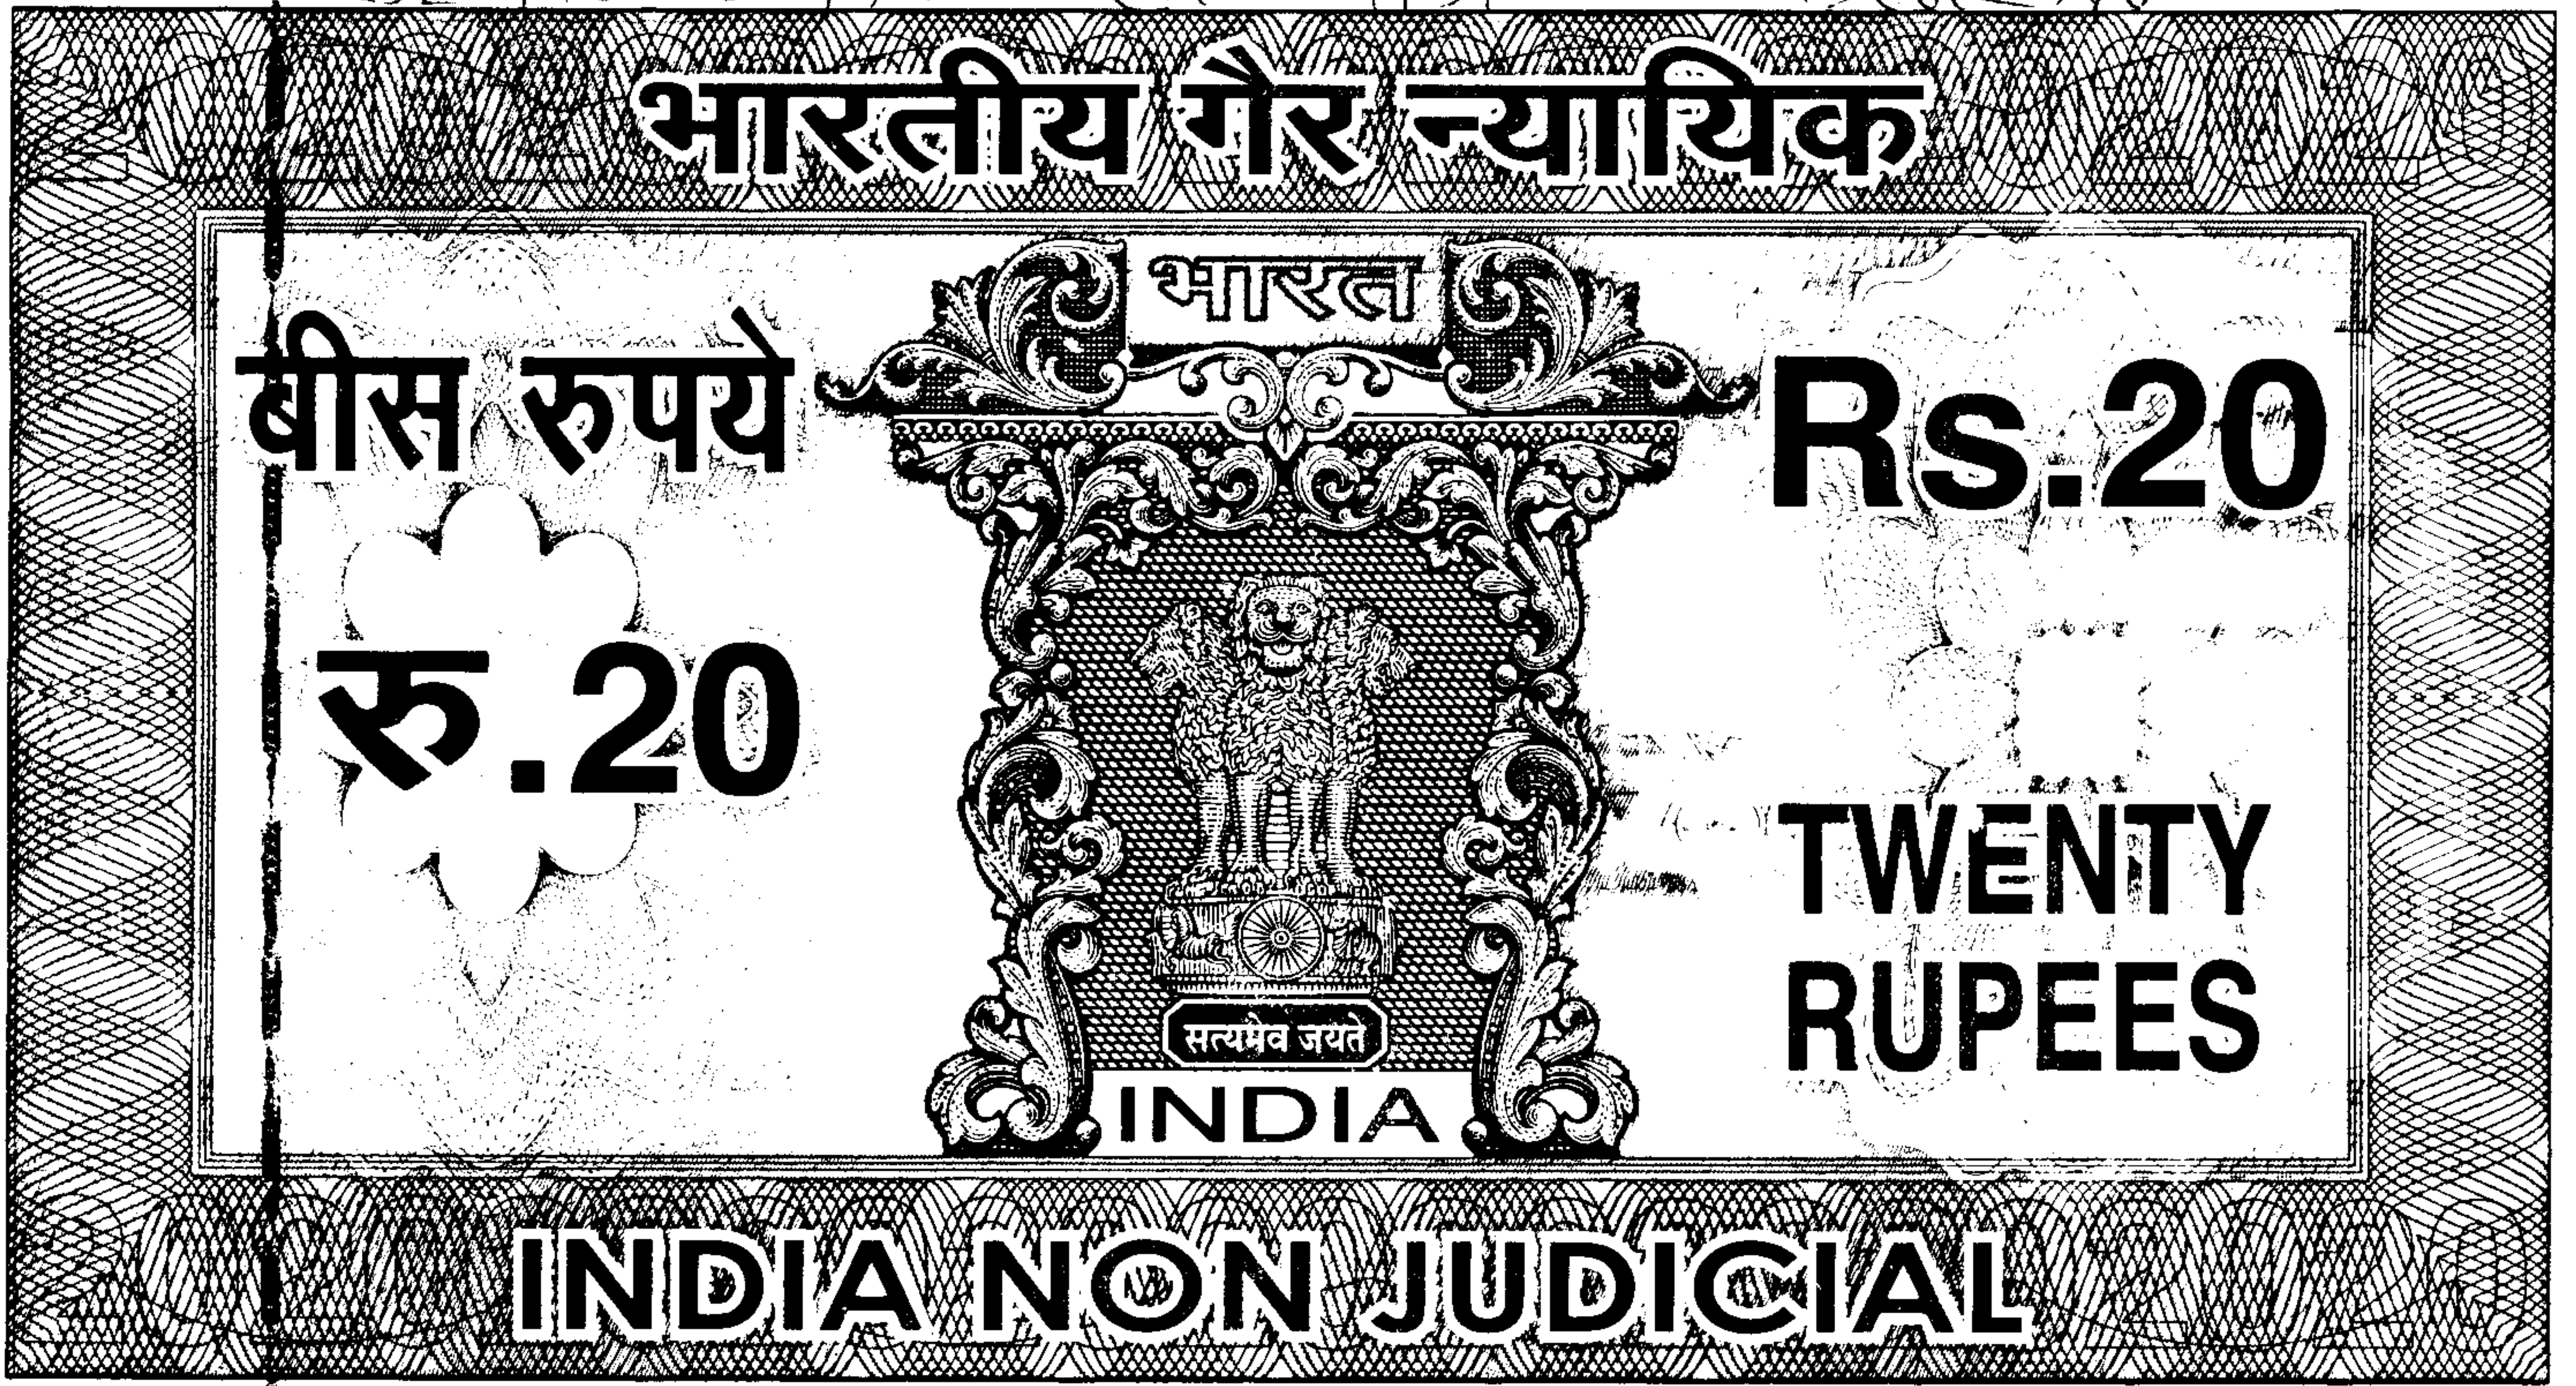 भारतीय गैर न्यायिक
भारत
बीस रुपये
Rs.20
रु.20
TWENTY
RUPEES
सत्यमेव जयते
INDIA
INDIA NON JUDICIAL